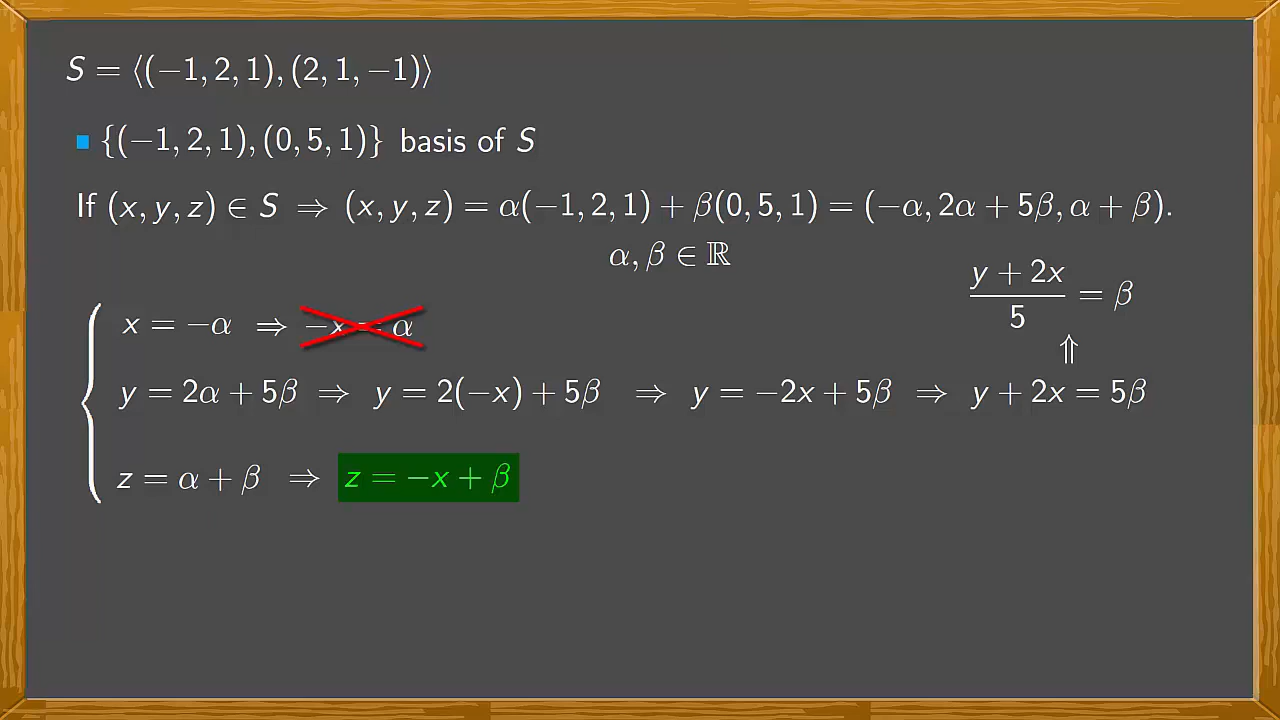 S = ⟨(−1, 2, 1), (2, 1, −1)⟩
{(−1, 2, 1), (0, 5, 1)} basis of S
If (x, y, z) ∈ S ⇒ (x, y, z) = α(−1, 2, 1) + β(0, 5, 1) = (−α, 2α + 5β, α + β).
α, β ∈ ℝ
(y + 2x)/5 = β
x = −α ⇒ −x = α
⇑
y = 2α + 5β ⇒ y = 2(−x) + 5β ⇒ y = −2x + 5β ⇒ y + 2x = 5β
z = α + β ⇒ z = −x + β